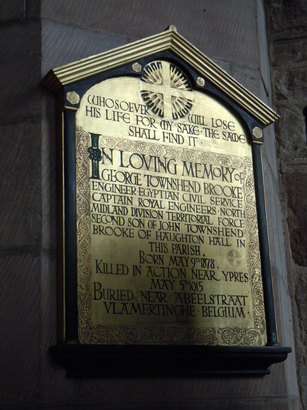 WHOSOEVER WILL LOSE
HIS LIFE FOR MY SAKE · THE SAME
SHALL FIND IT
IN LOVING MEMORY of
GEORGE TOWNSHEND BROOKE
ENGINEER EGYPTIAN CIVIL SERVICE
CAPTAIN ROYAL ENGINEERS · NORTH
MIDLAND DIVISION TERRITORIAL FORCE
SECOND SON OF JOHN TOWNSHEND
BROOKE OF HAUGHTON HALL IN
THIS PARISH
BORN MAY 9TH 1878
KILLED IN ACTION NEAR YPRES
MAY 5TH 1915
BURIED NEAR ABEELSTRAAT
VLAMERTINGHE · BELGIUM